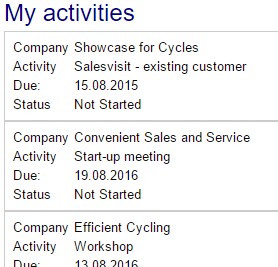 My activities
Company Showcase for Cycles
Activity Salesvisit - existing customer
Due: 15.08.2015
Status Not Started
Company Convenient Sales and Service
Activity Start-up meeting
Due: 19.08.2016
Status Not Started
Company Efficient Cycling
Activity Workshop
Due: 13.08.2016